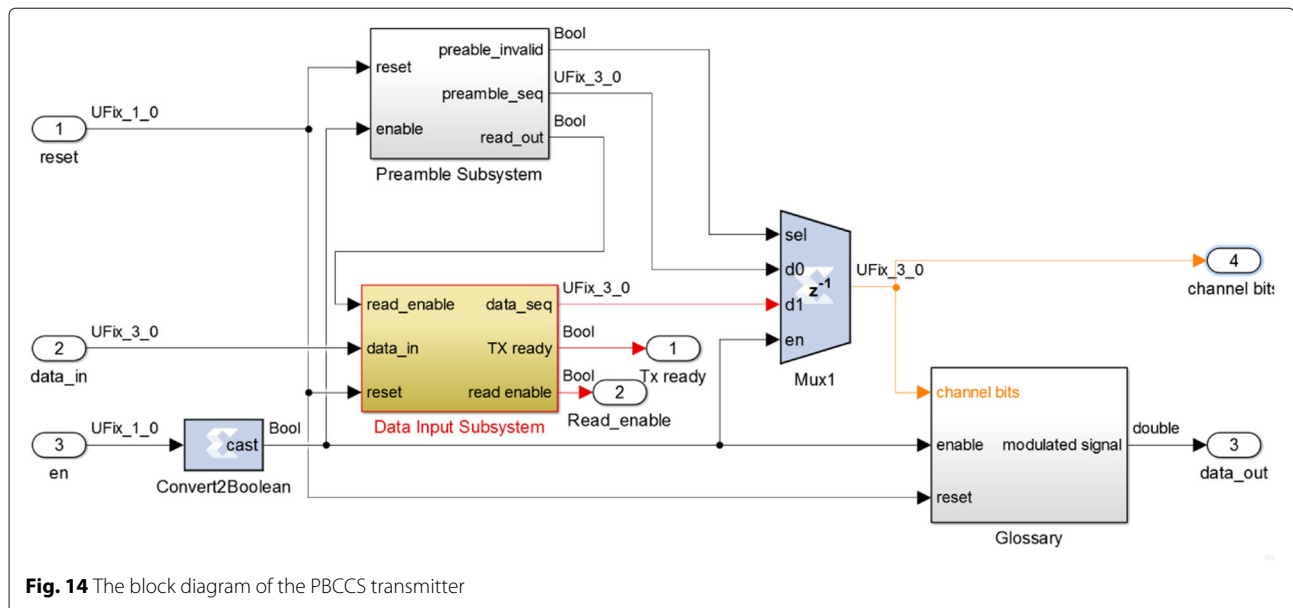 Bool
preable_invalid
reset
UFix_3_0
UFix_1_0
preamble_seq
1
Bool
enable
read_out
reset
Preamble Subsystem
sel
UFix_3_0
d0
UFix_3_0
z-1
4
read_enable
data_seq
d1
channel bits
UFix_3_0
Bool
data_in
TX ready
1
en
2
Tx ready
Mux1
data_in
Bool
reset
read enable
2
channel bits
UFix_1_0
Bool
Data Input Subsystem
Read_enable
double
3
cast
enable
modulated signal
3
en
Convert2Boolean
data_out
reset
Glossary
Fig. 14 The block diagram of the PBCCS transmitter